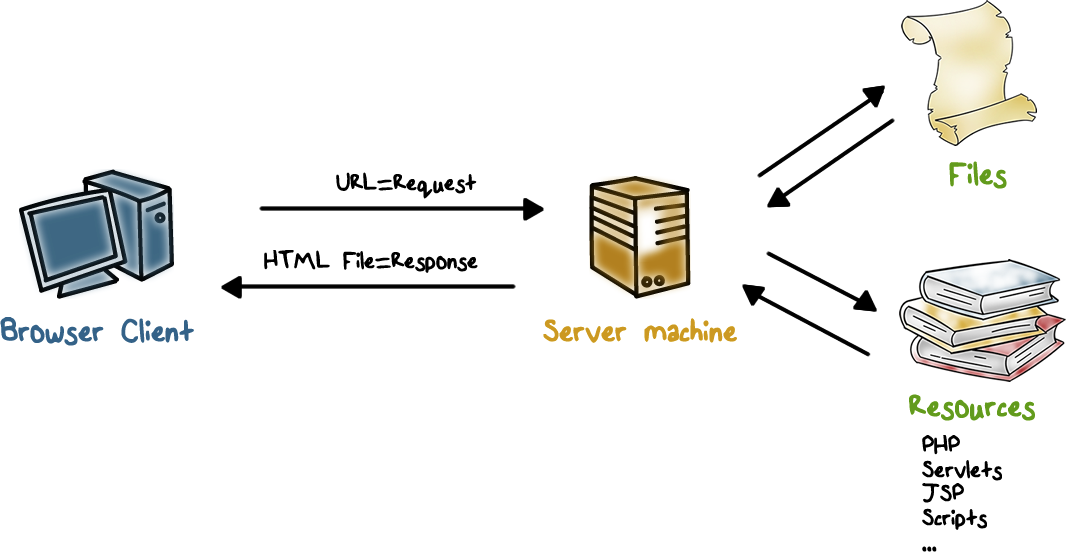 Files
URL=Request
HTML File=Response
Browser Client
Server machine
Resources
PHP
Servlets
JSP
Scripts
...